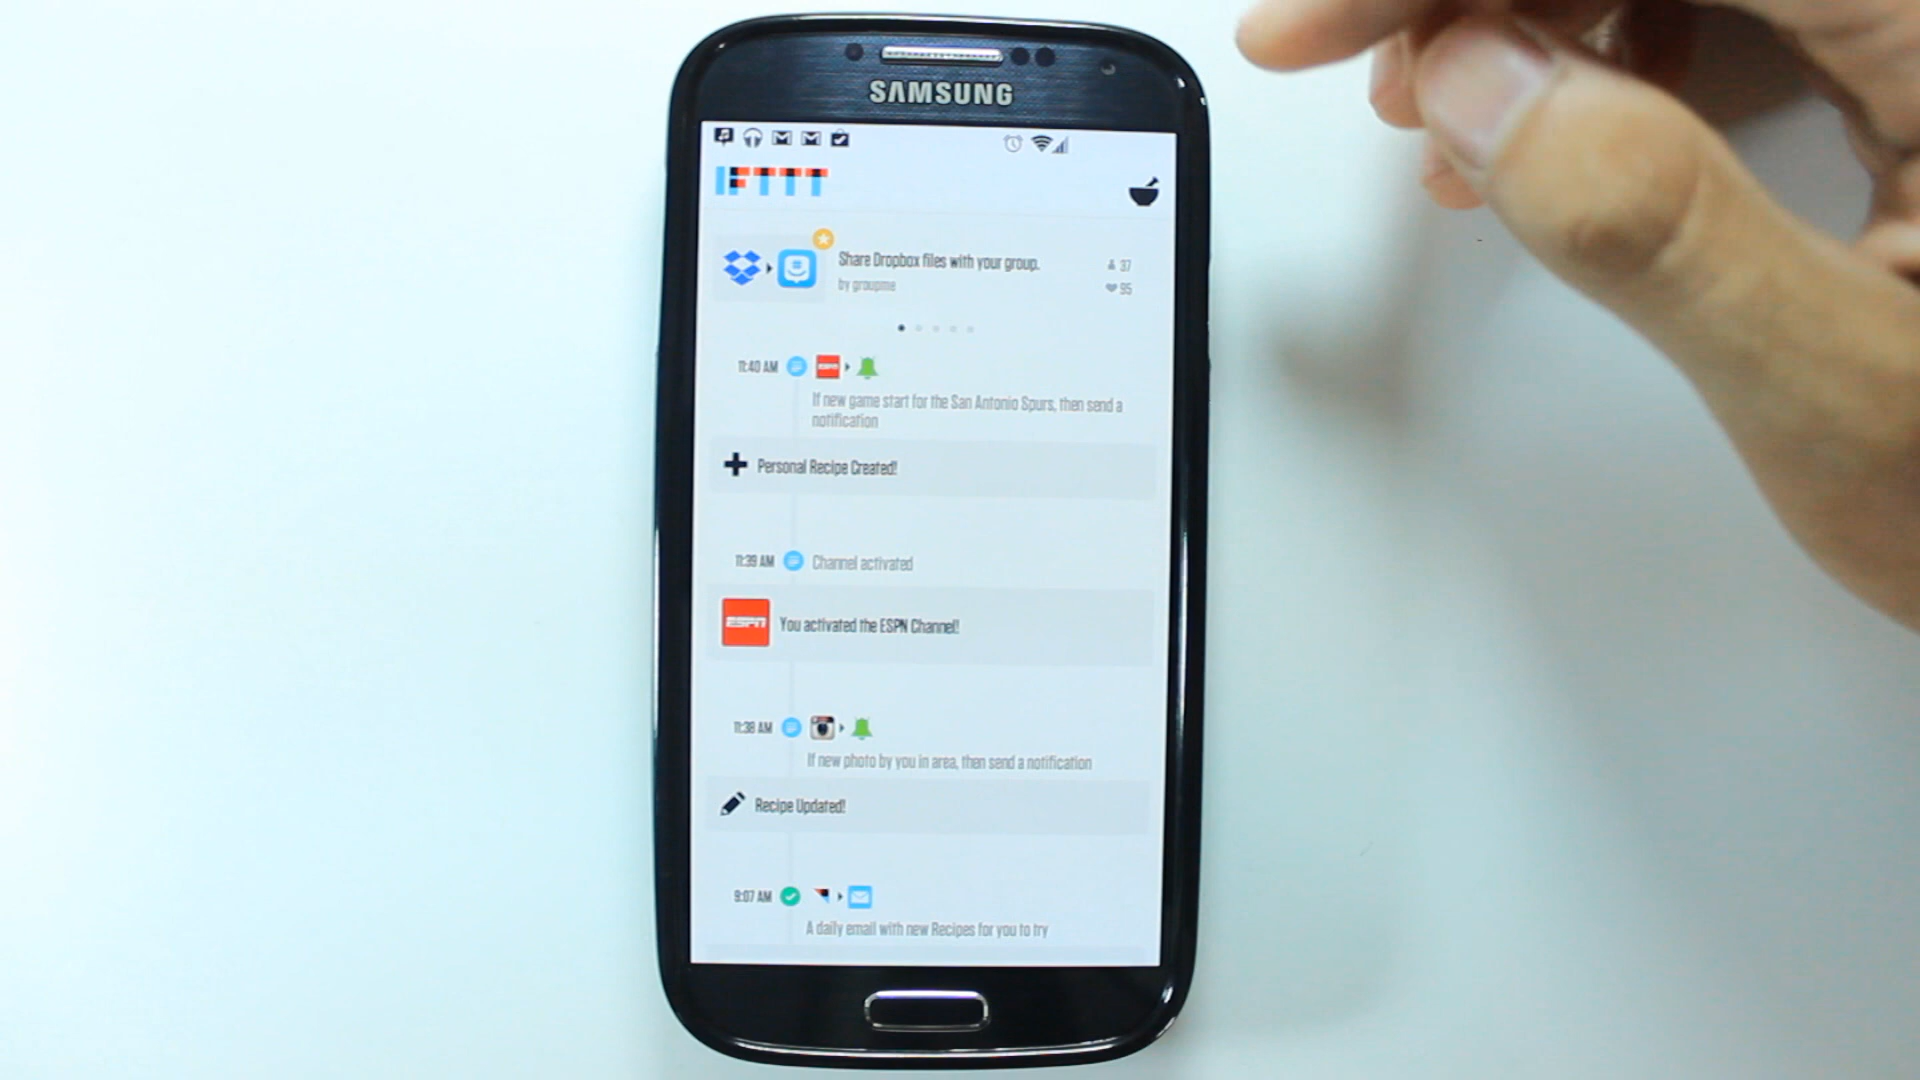 SAMSUNG
IFTTT
Share Dropbox files with your group.
37
by groupme
95
11:40 AM
ESPN
If new game start for the San Antonio Spurs, then send a
notification
Personal Recipe Created!
11:39 AM Channel activated
ESPN You activated the ESPN Channel!
11:38 AM
If new photo by you in area, then send a notification
Recipe Updated!
9:07 AM
A daily email with new Recipes for you to try